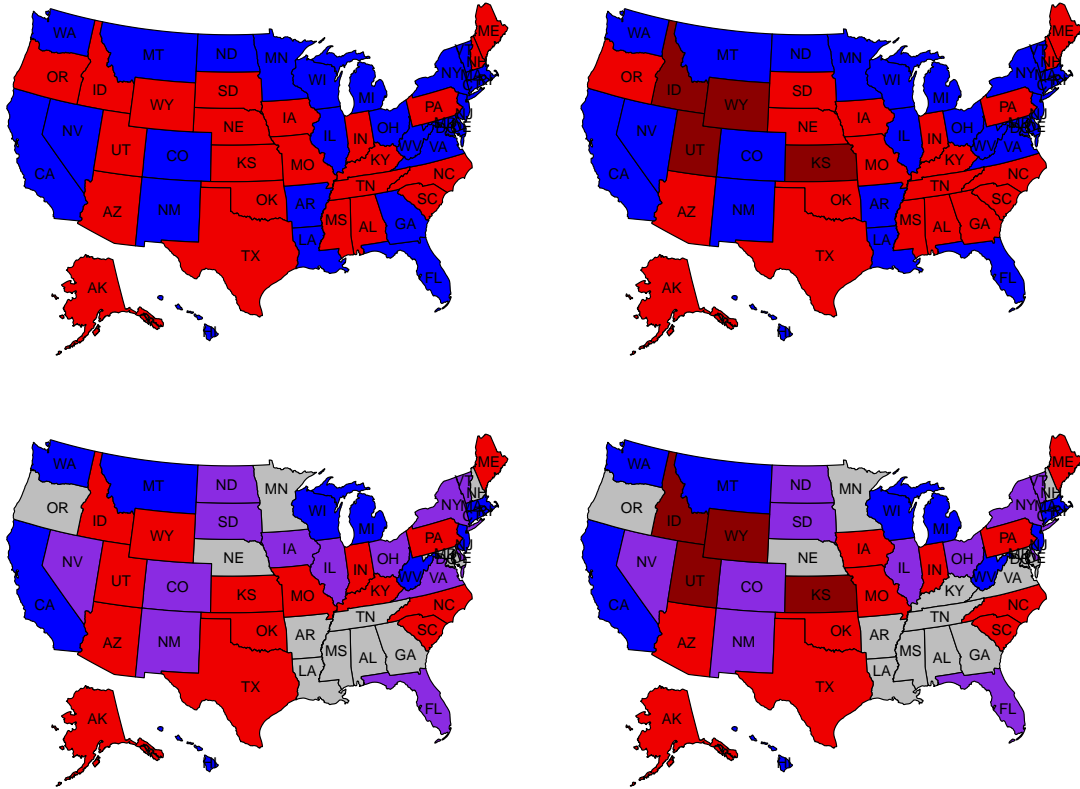 WA
MT
ND
MN
ME
OR
ID
WY
SD
WI
MI
NY
PA
NE
IA
NV
UT
CO
KS
MO
IL
IN
OH
WV
VA
KY
CA
AZ
NM
OK
AR
TN
NC
SC
TX
LA
MS
AL
GA
FL
AK
WA
MT
ND
MN
ME
OR
ID
WY
SD
WI
MI
NY
PA
NE
IA
NV
UT
CO
KS
MO
IL
IN
OH
WV
VA
KY
CA
AZ
NM
OK
AR
TN
NC
SC
TX
LA
MS
AL
GA
FL
AK
WA
MT
ND
MN
ME
NH
OR
ID
WY
SD
WI
MI
NY
PA
NE
IA
NV
UT
CO
KS
MO
IL
IN
OH
WV
VA
KY
CA
AZ
NM
OK
AR
TN
NC
SC
TX
LA
MS
AL
GA
FL
AK
WA
MT
ND
MN
ME
NH
OR
ID
WY
SD
WI
MI
NY
PA
NE
IA
NV
UT
CO
KS
MO
IL
IN
OH
WV
VA
KY
CA
AZ
NM
OK
AR
TN
NC
SC
TX
LA
MS
AL
GA
FL
AK